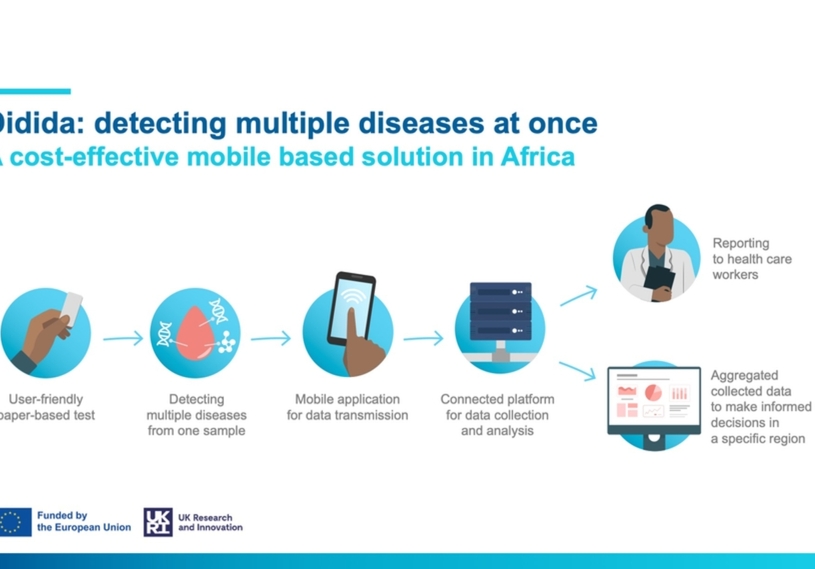 Didida: detecting multiple diseases at once
A cost-effective mobile based solution in Africa
Reporting
to health care
workers
User-friendly
paper-based test
Detecting
multiple diseases
from one sample
Mobile application
for data transmission
Connected platform
for data collection
and analysis
Aggregated
collected data
to make informed
decisions in
a specific region
Funded by
the European Union
UK
RI
UK Research
and Innovation